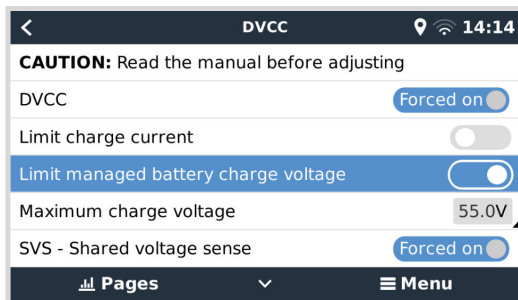 DVCC 14:14
CAUTION: Read the manual before adjusting
DVCC Forced on
Limit charge current
Limit managed battery charge voltage
Maximum charge voltage 55.0V
SVS - Shared voltage sense Forced on
Pages Menu